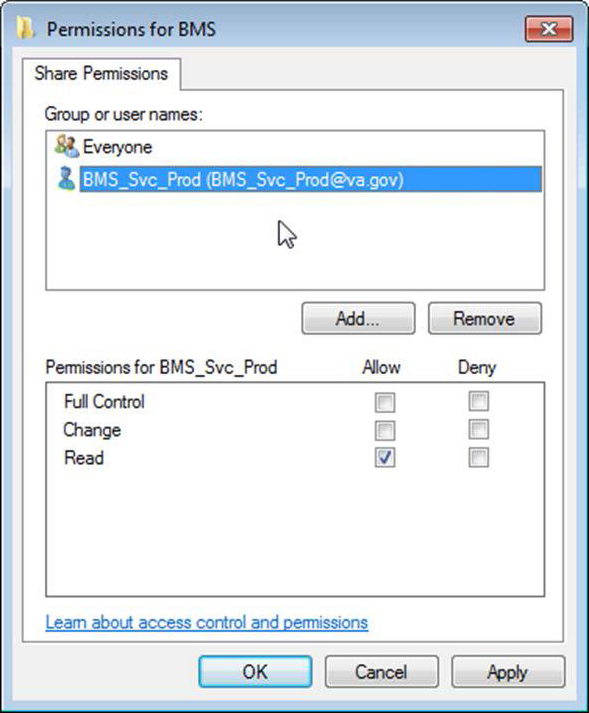 Permissions for BMS
Share Permissions
Group or user names:
Everyone
BMS_Svc_Prod (BMS_Svc_Prod@va.gov)
Add...
Remove
Permissions for BMS_Svc_Prod
Allow
Deny
Full Control
Change
Read
Learn about access control and permissions
OK
Cancel
Apply